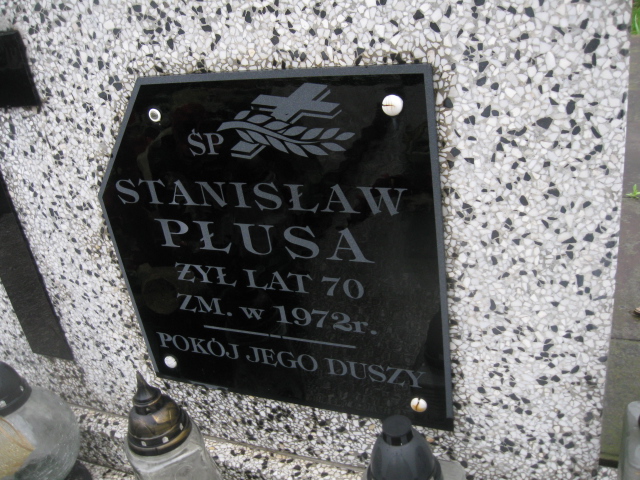 ŚP
STANISŁAW
PŁUSA
ŻYŁ LAT 70
ZM. w 1972r.
POKÓJ JEGO DUSZY